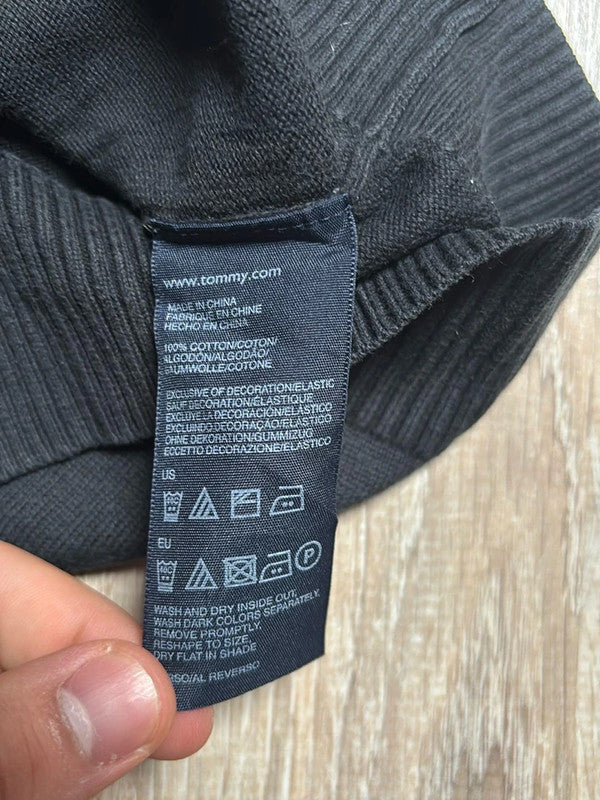 www.tommy.com
MADE IN CHINA
FABRIQUE EN CHINE
HECHO EN CHINA
100% COTTON/COTON/
ALGODÓN/ALGODÃO/
BAUMWOLLE/COTONE
EXCLUSIVE OF DECORATION/ELASTIC
SAUF DECORATION/ELASTIQUE
EXCLUYE LA DECORACIÓN/ELÁSTICO
EXCLUINDO DECORAÇÃO/ELÁSTICO
OHNE DEKORATION/GUMMIZUG
ECCETTO DECORAZIONE/ELASTICO
US
EU
P
WASH AND DRY INSIDE OUT.
WASH DARK COLORS SEPARATELY.
REMOVE PROMPTLY.
RESHAPE TO SIZE.
DRY FLAT IN SHADE
REVERSO